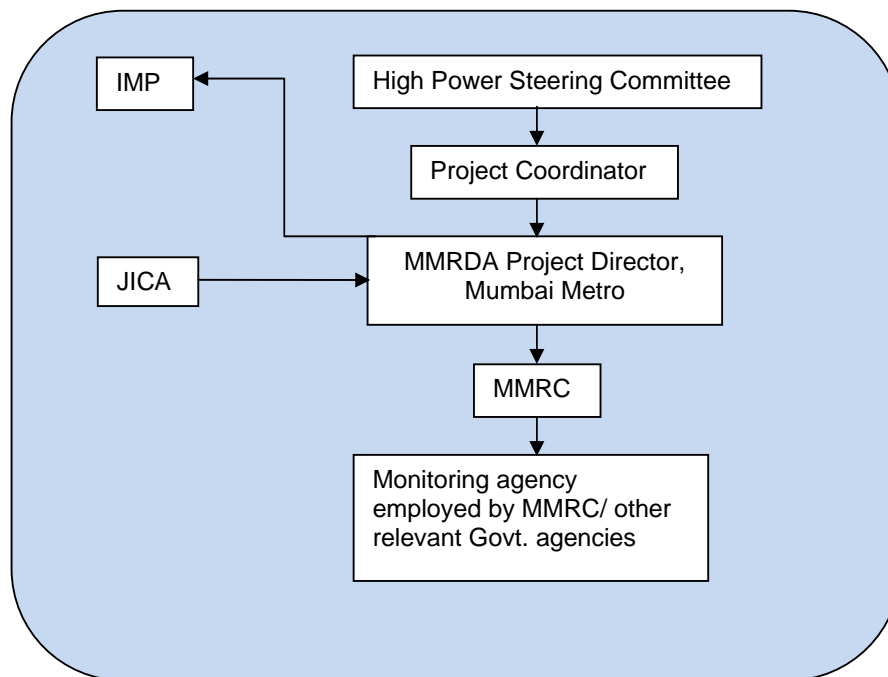 IMP
High Power Steering Committee
Project Coordinator
JICA
MMRDA Project Director,
Mumbai Metro
MMRC
Monitoring agency
employed by MMRC/ other
relevant Govt. agencies